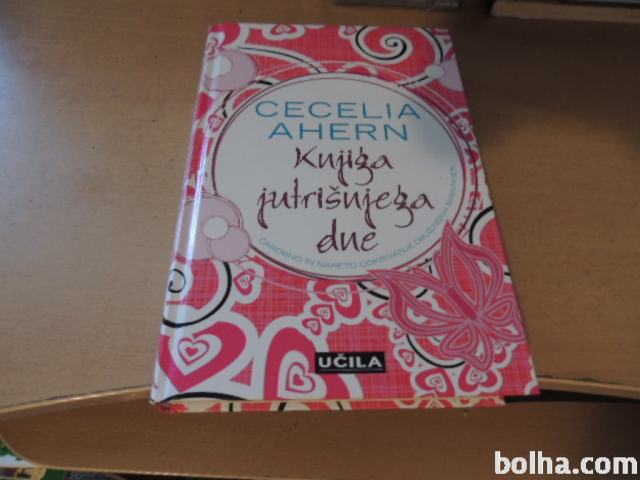 CECELIA
AHERN
Knjiga
jutrišnjega
dne
ČAROBNO IN NAPETO ODKRIVANJE DRUŽINSKIH SKRIVNOSTI
UČILA
bolha.com